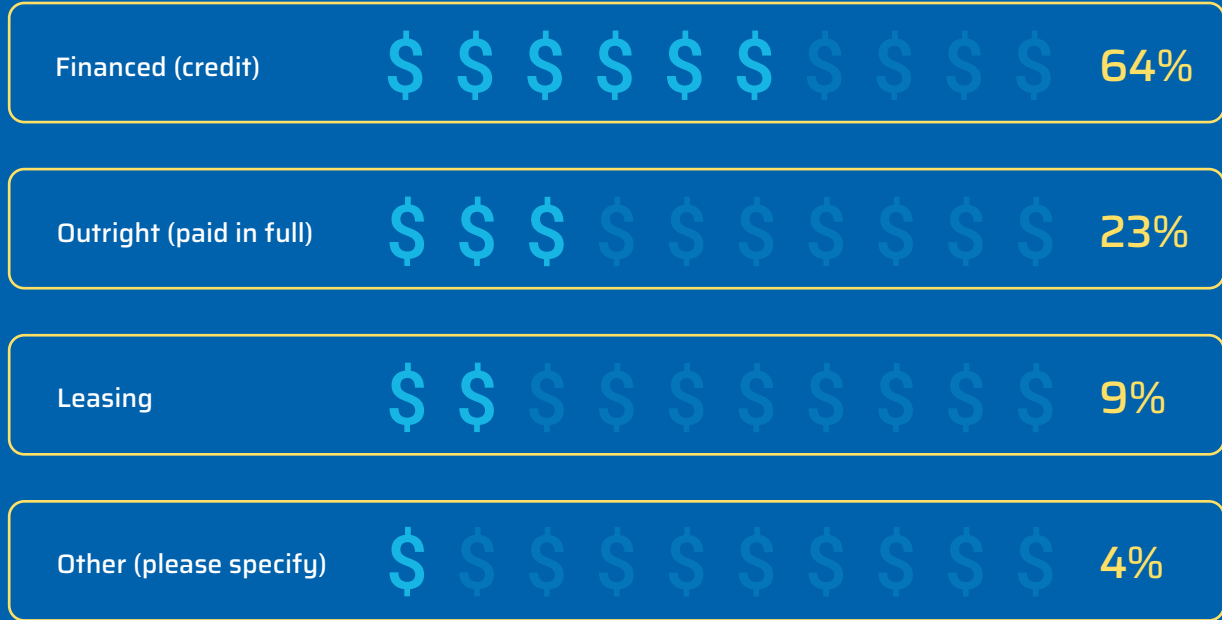 Financed (credit) $ $ $ $ $ $ $ $ $ $ 64%
Outright (paid in full) $ $ $ $ $ $ $ $ $ $ 23%
Leasing $ $ $ $ $ $ $ $ $ $ 9%
Other (please specify) $ $ $ $ $ $ $ $ $ $ 4%